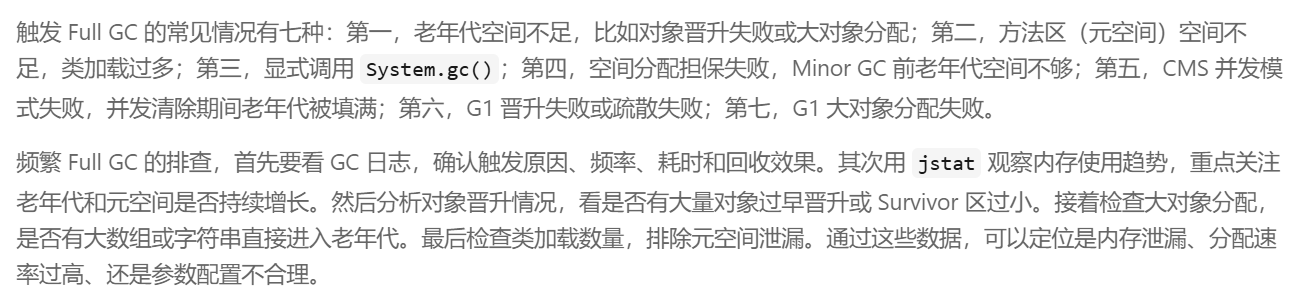 触发 Full GC 的常见情况有七种：第一，老年代空间不足，比如对象晋升失败或大对象分配；第二，方法区（元空间）空间不
足，类加载过多；第三，显式调用 System.gc()；第四，空间分配担保失败，Minor GC 前老年代空间不够；第五，CMS 并发模
式失败，并发清除期间老年代被填满；第六，G1 晋升失败或疏散失败；第七，G1 大对象分配失败。
频繁 Full GC 的排查，首先要看 GC 日志，确认触发原因、频率、耗时和回收效果。其次用 jstat 观察内存使用趋势，重点关注
老年代和元空间是否持续增长。然后分析对象晋升情况，看是否有大量对象过早晋升或 Survivor 区过小。接着检查大对象分配，
是否有大数组或字符串直接进入老年代。最后检查类加载数量，排除元空间泄漏。通过这些数据，可以定位是内存泄漏、分配速
率过高、还是参数配置不合理。